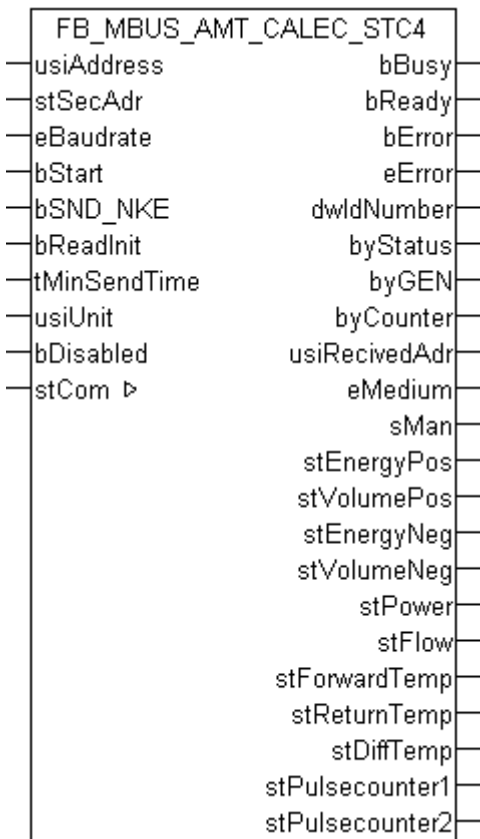 FB_MBUS_AMT_CALEC_STC4
usiAddress bBusy
stSecAdr bReady
eBaudrate bError
bStart eError
bSND_NKE dwIdNumber
bReadInit byStatus
tMinSendTime byGEN
usiUnit byCounter
bDisabled usiRecivedAdr
stCom ▷ eMedium
sMan
stEnergyPos
stVolumePos
stEnergyNeg
stVolumeNeg
stPower
stFlow
stForwardTemp
stReturnTemp
stDiffTemp
stPulsecounter1
stPulsecounter2